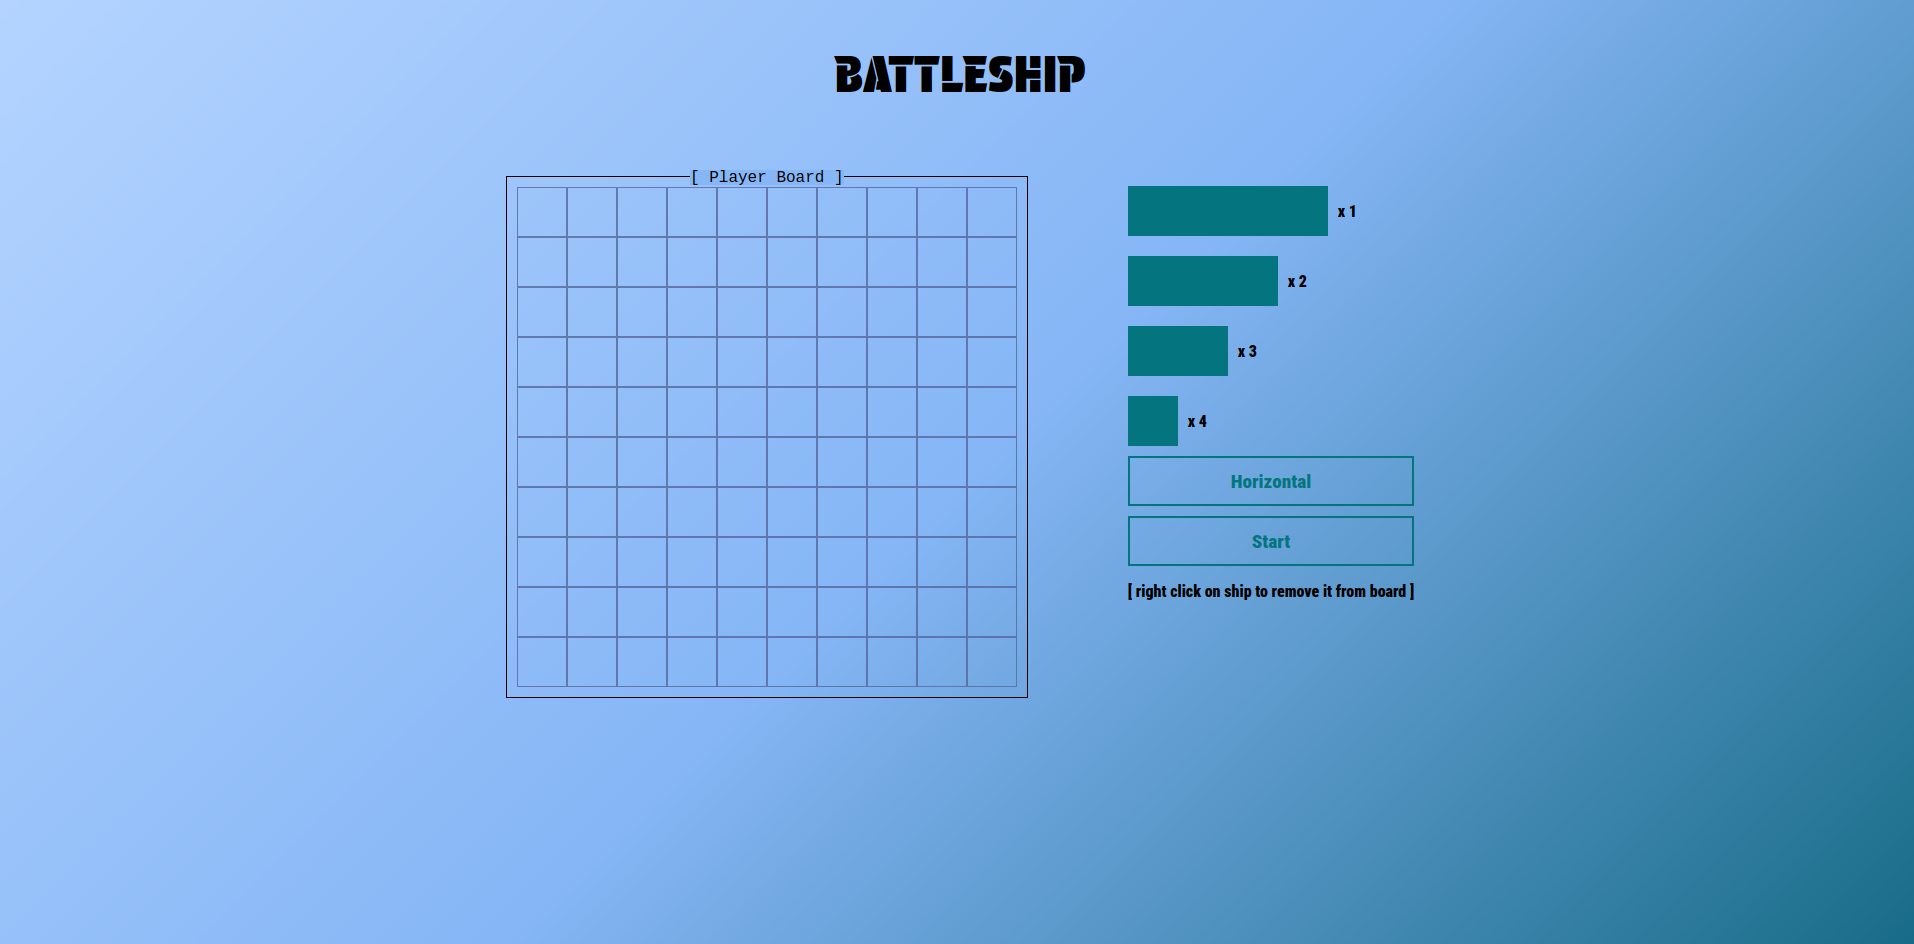 BATTLESHIP
[ Player Board ]
x 1
x 2
x 3
x 4
Horizontal
Start
[ right click on ship to remove it from board ]